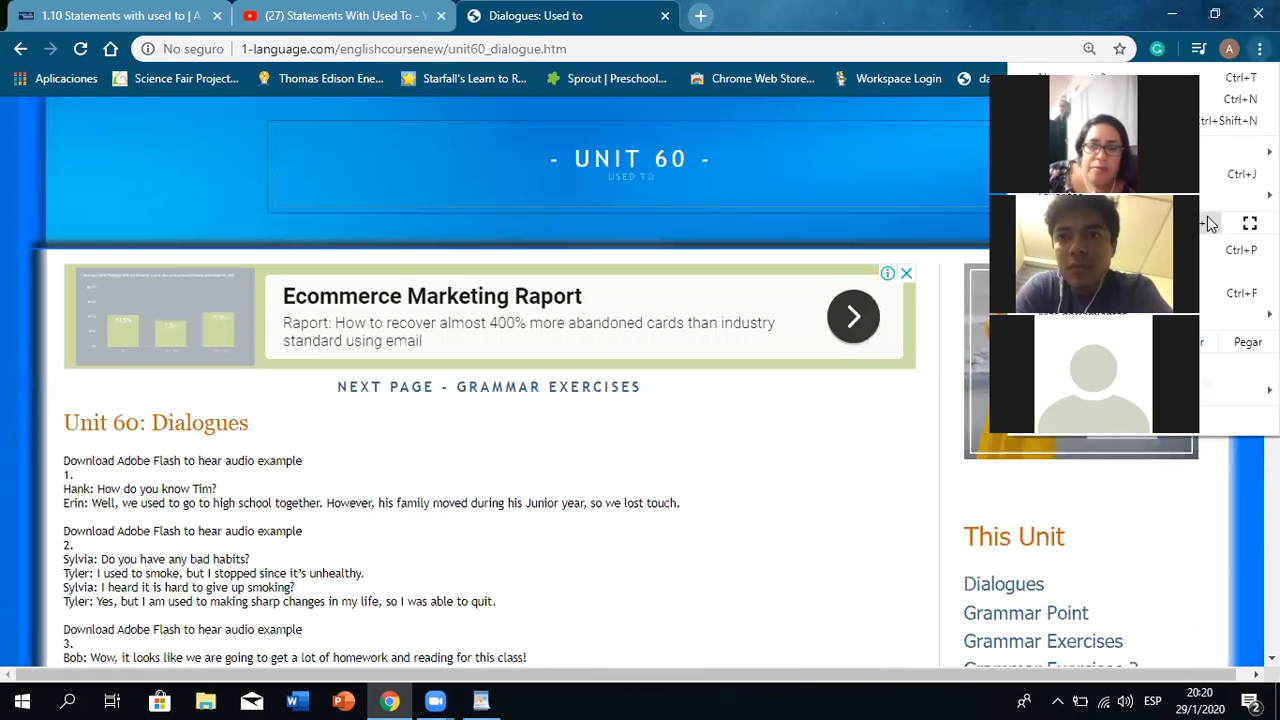 1.10 Statements with used to | A
(27) Statements With Used To - Y
Dialogues: Used to
No seguro
1-language.com/englishcoursenew/unit60_dialogue.htm
A
Aplicaciones
Science Fair Project...
Thomas Edison Ene...
Starfall's Learn to R...
Sprout | Preschool...
Chrome Web Store...
Workspace Login
da
Ctrl+T
Ctrl+N
Ctrl+Shift+N
Ctrl+J
+
Ctrl+P
Ctrl+F
Pegar
- UNIT 60 -
USED TO
Ecommerce Marketing Raport
Raport: How to recover almost 400% more abandoned cards than industry
standard using email
NEXT PAGE - GRAMMAR EXERCISES
Unit 60: Dialogues
Download Adobe Flash to hear audio example
1.
Hank: How do you know Tim?
Erin: Well, we used to go to high school together. However, his family moved during his Junior year, so we lost touch.
Download Adobe Flash to hear audio example
2.
Sylvia: Do you have any bad habits?
Tyler: I used to smoke, but I stopped since it's unhealthy.
Sylvia: I heard it is hard to give up smoking?
Tyler: Yes, but I am used to making sharp changes in my life, so I was able to quit.
Download Adobe Flash to hear audio example
3.
Bob: Wow, it looks like we are going to get a lot of homework and reading for this class!
This Unit
Dialogues
Grammar Point
Grammar Exercises
Grammar Exercises 2
ESP
20:20
29/1/2020
2